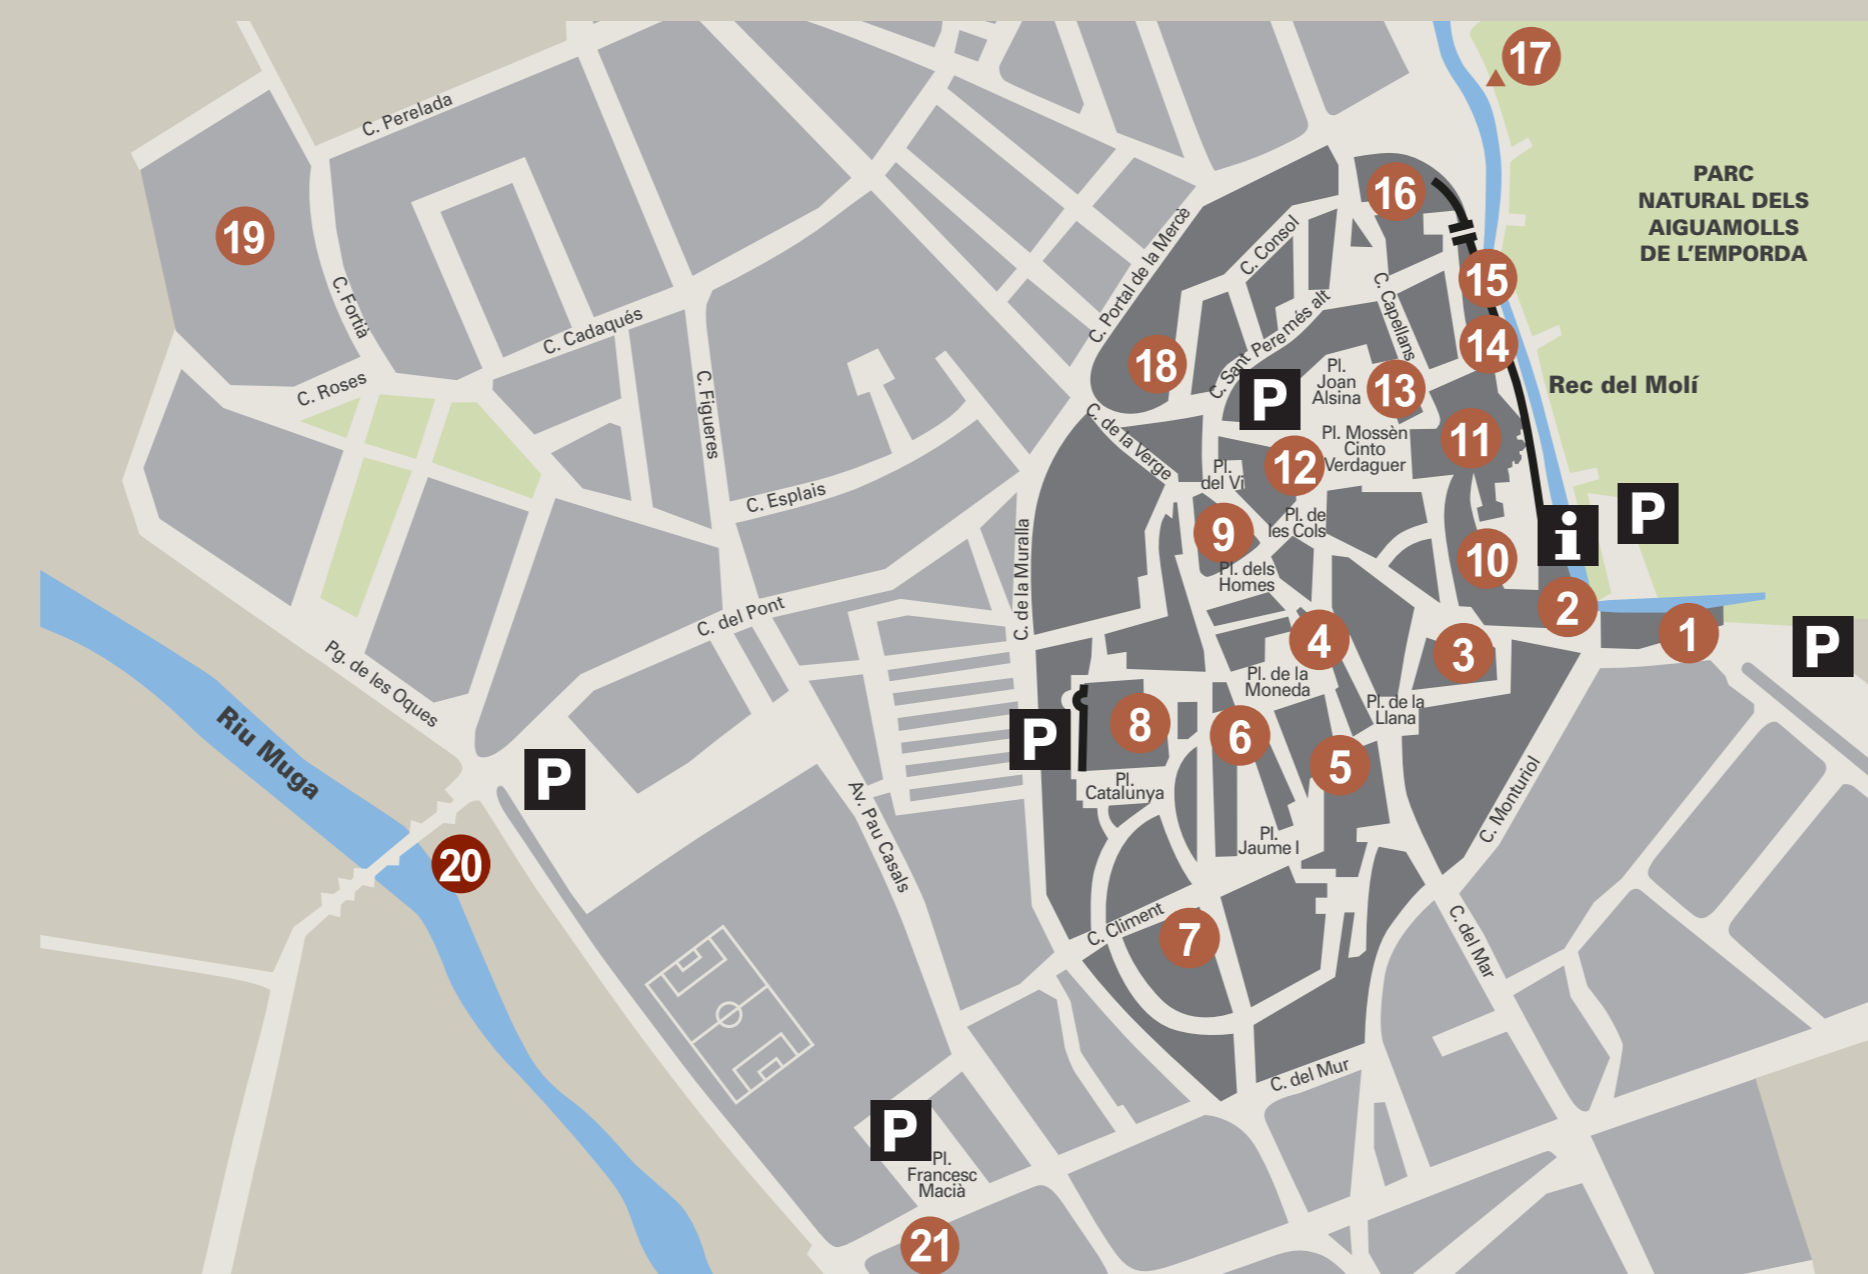 17
C. Perelada
PARC
NATURAL DELS
AIGUAMOLLS
DE L'EMPORDA
16
19
C. Portal de la Mercè
C. Consol
15
C. Fortià
C. Capellans
C. Cadaqués
C. Sant Pere més alt
14
18
C. Roses
P
Pl.
Joan
Alsina
13
Rec del Molí
C. Figueres
C. de la Verge
Pl. Mossèn
Cinto
Verdaguer
11
12
Pl.
del Vi
C. Esplais
P
9
Pl. de
les Cols
i
10
C. de la Muralla
Pl. dels
Homes
2
C. del Pont
1
4
3
P
Pg. de les Oques
Pl. de la
Moneda
Pl. de la
Llana
Riu Muga
P
8
6
5
P
Pl.
Catalunya
C. Monturiol
Av. Pau Casals
Pl.
Jaume I
20
C. Climent
7
C. del Mar
C. del Mur
P
Pl.
Francesc
Macià
21